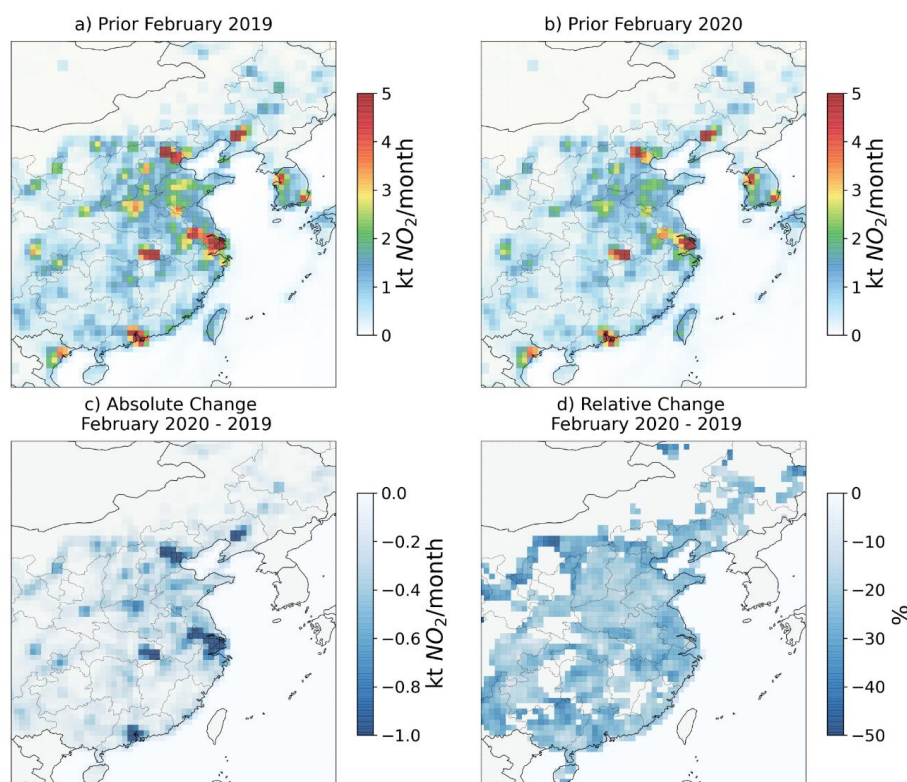 a) Prior February 2019
5
4
3
2
1
0
kt NO₂/month
b) Prior February 2020
5
4
3
2
1
0
kt NO₂/month
c) Absolute Change
February 2020 - 2019
0.0
−0.2
−0.4
−0.6
−0.8
−1.0
kt NO₂/month
d) Relative Change
February 2020 - 2019
0
−10
−20
−30
−40
−50
%